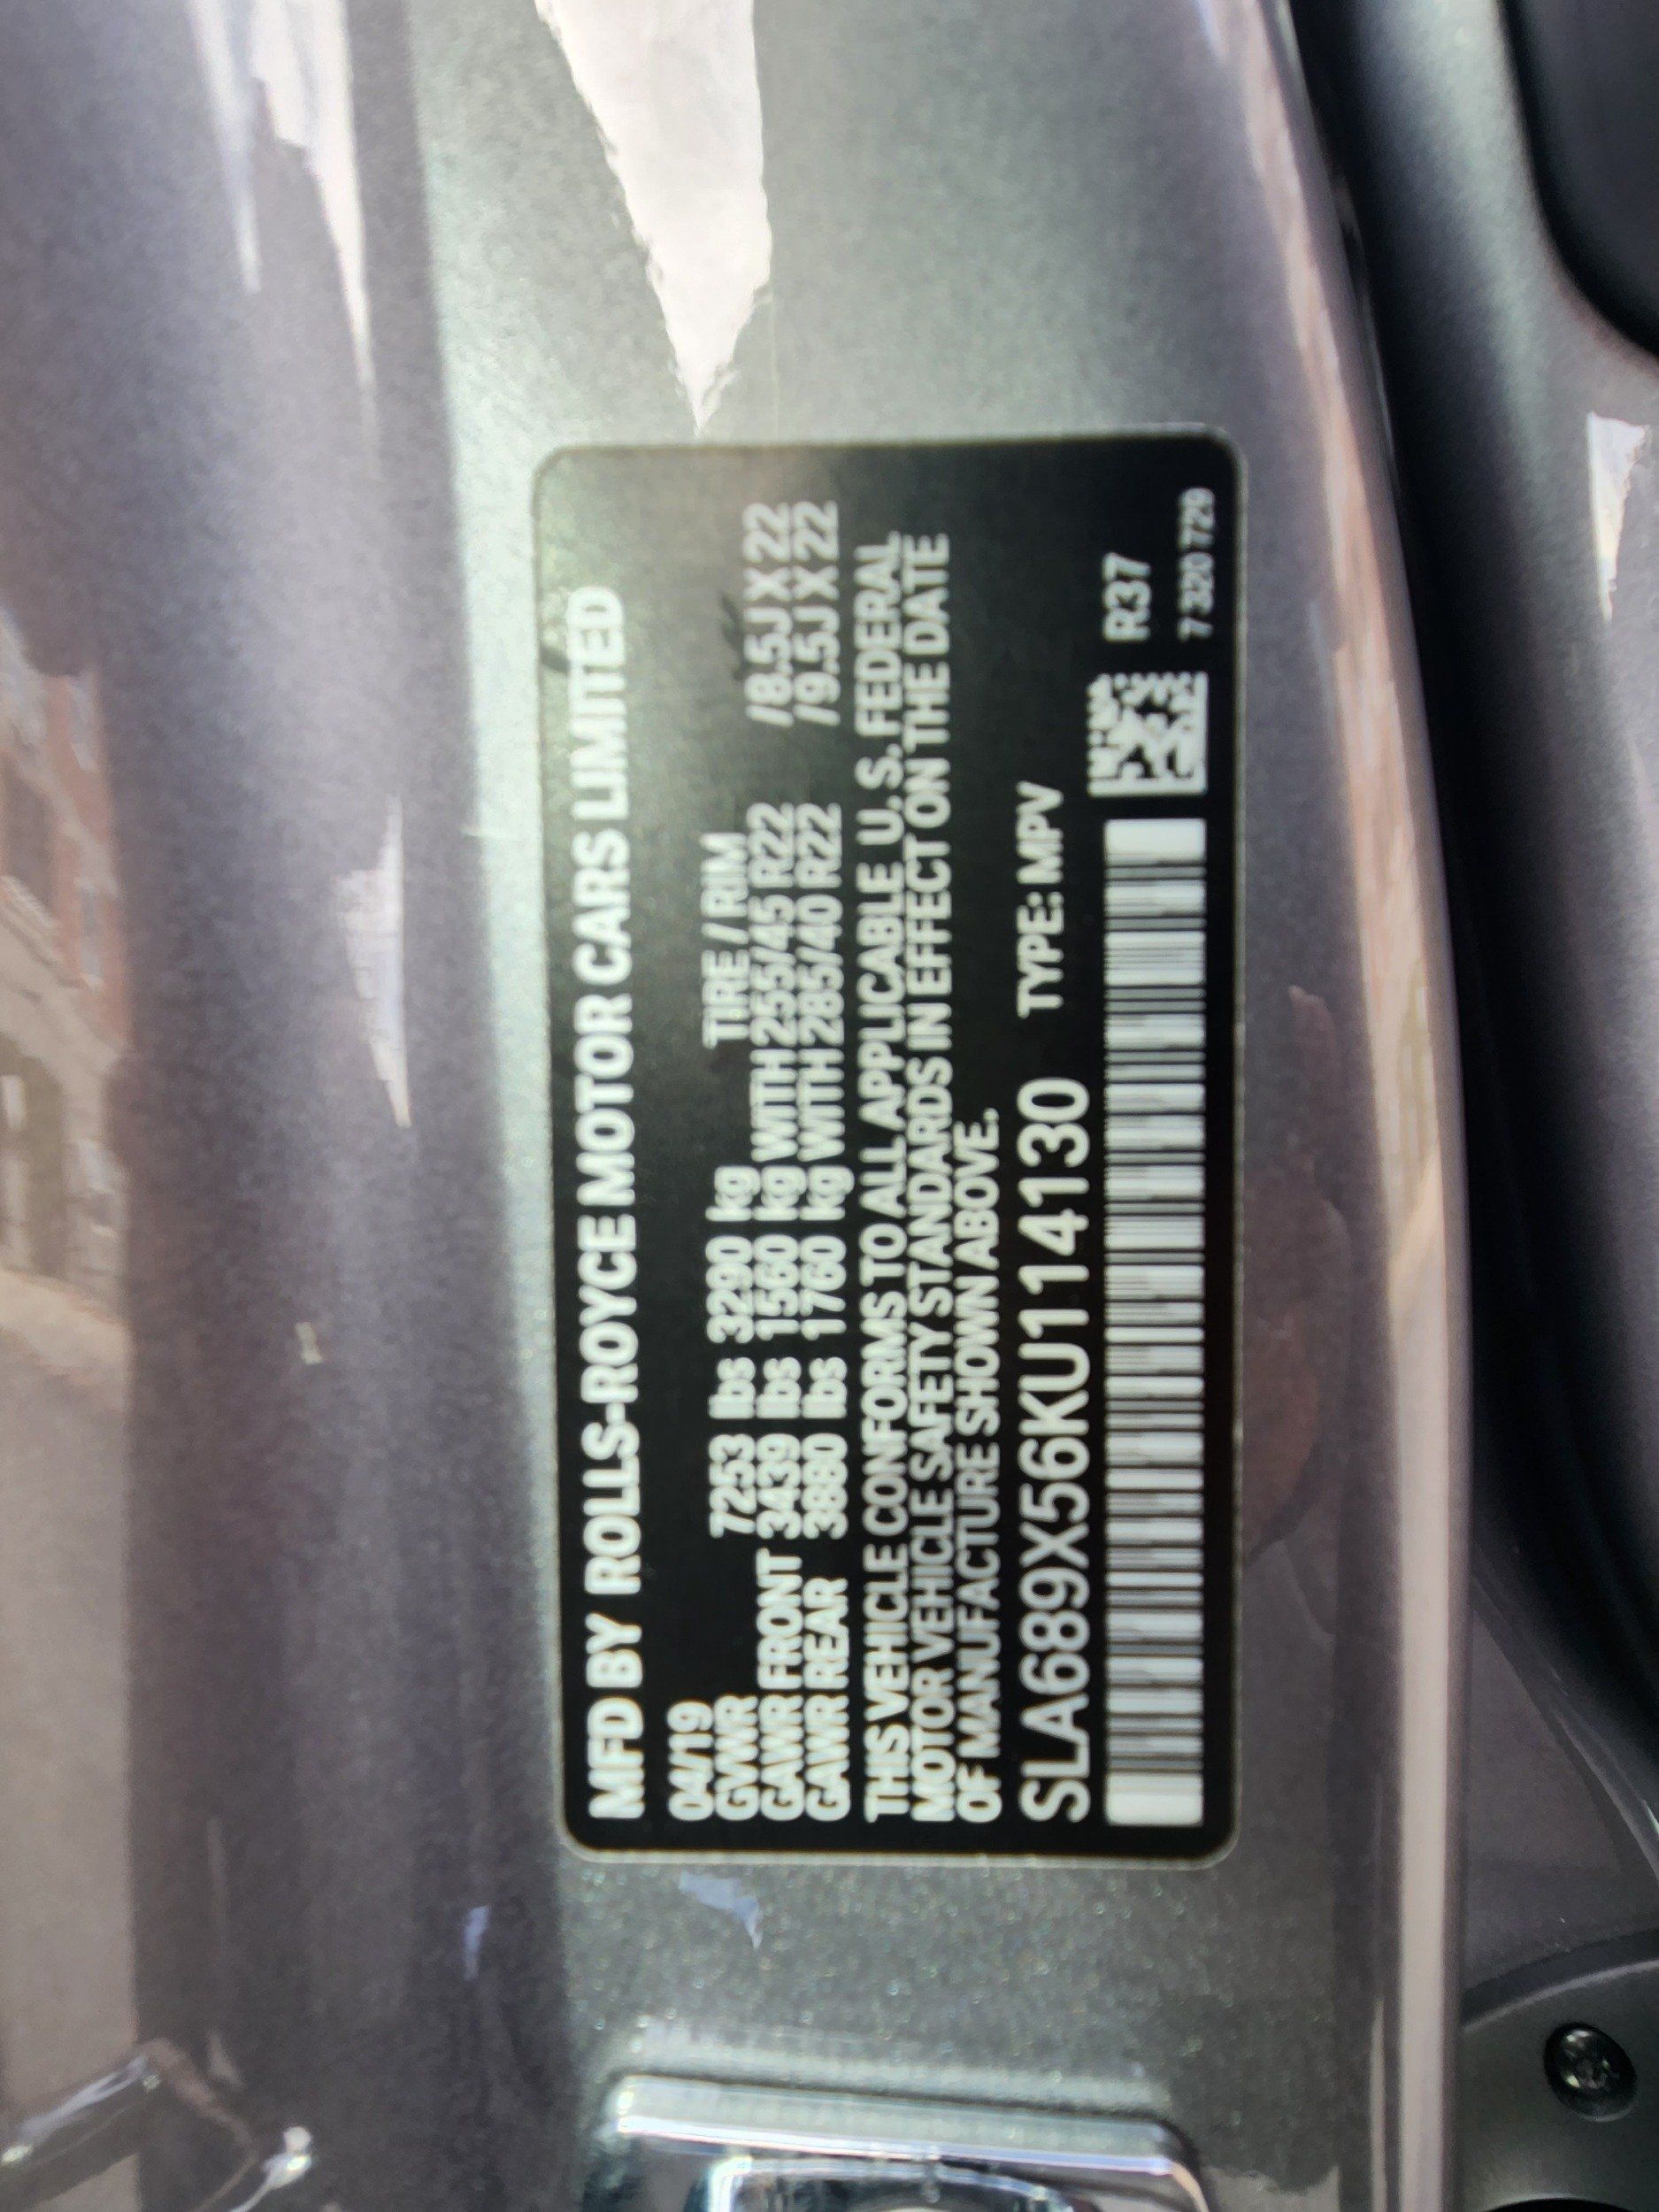 MFD BY ROLLS-ROYCE MOTOR CARS LIMITED
04/19
GVWR 7253 lbs 3290 kg TIRE / RIM
GAWR FRONT 3439 lbs 1560 kg WITH 255/45 R22 /8.5J X 22
GAWR REAR 3880 lbs 1760 kg WITH 285/40 R22 /9.5J X 22
THIS VEHICLE CONFORMS TO ALL APPLICABLE U. S. FEDERAL
MOTOR VEHICLE SAFETY STANDARDS IN EFFECT ON THE DATE
OF MANUFACTURE SHOWN ABOVE.
SLA689X56KU114130 TYPE: MPV
R37
7 320 729